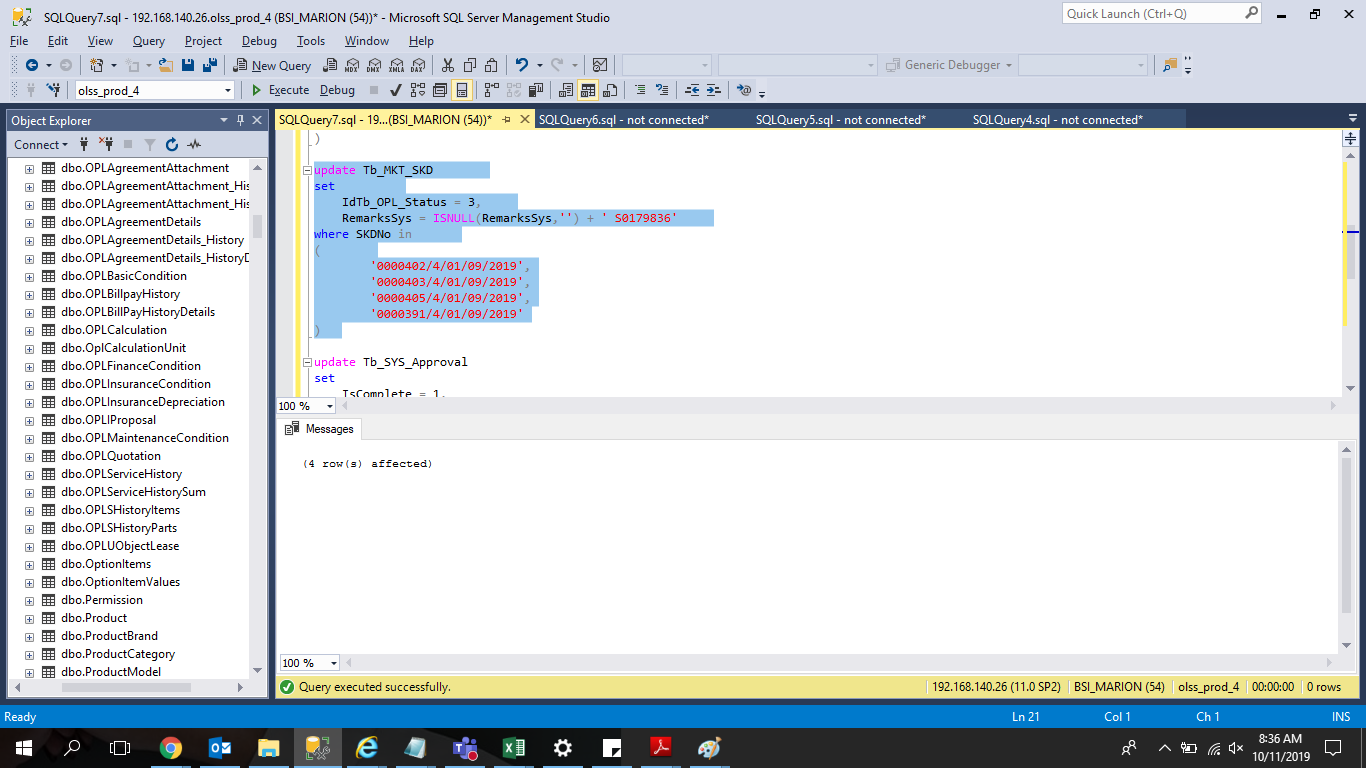 SQLQuery7.sql - 192.168.140.26.olss_prod_4 (BSI_MARION (54))* - Microsoft SQL Server Management Studio
Quick Launch (Ctrl+Q)
File Edit View Query Project Debug Tools Window Help
New Query
MDX DMX XMLA DAX
Generic Debugger
olss_prod_4
Execute Debug
Object Explorer
SQLQuery7.sql - 19...(BSI_MARION (54))*
SQLQuery6.sql - not connected*
SQLQuery5.sql - not connected*
SQLQuery4.sql - not connected*
Connect
dbo.OPLAgreementAttachment
dbo.OPLAgreementAttachment_His
dbo.OPLAgreementAttachment_His
dbo.OPLAgreementDetails
dbo.OPLAgreementDetails_History
dbo.OPLAgreementDetails_HistoryD
dbo.OPLBasicCondition
dbo.OPLBillpayHistory
dbo.OPLBillPayHistoryDetails
dbo.OPLCalculation
dbo.OplCalculationUnit
dbo.OPLFinanceCondition
dbo.OPLInsuranceCondition
dbo.OPLInsuranceDepreciation
dbo.OPLIProposal
dbo.OPLMaintenanceCondition
dbo.OPLQuotation
dbo.OPLServiceHistory
dbo.OPLServiceHistorySum
dbo.OPLSHistoryItems
dbo.OPLSHistoryParts
dbo.OPLUObjectLease
dbo.OptionItems
dbo.OptionItemValues
dbo.Permission
dbo.Product
dbo.ProductBrand
dbo.ProductCategory
dbo.ProductModel
)
update Tb_MKT_SKD
set
IdTb_OPL_Status = 3,
RemarksSys = ISNULL(RemarksSys,'') + ' S0179836'
where SKDNo in
(
'0000402/4/01/09/2019',
'0000403/4/01/09/2019',
'0000405/4/01/09/2019',
'0000391/4/01/09/2019'
)
update Tb_SYS_Approval
set
IsComplete = 1,
100 %
Messages
(4 row(s) affected)
100 %
Query executed successfully.
192.168.140.26 (11.0 SP2) BSI_MARION (54) olss_prod_4 00:00:00 0 rows
Ready
Ln 21 Col 1 Ch 1 INS
8:36 AM
10/11/2019